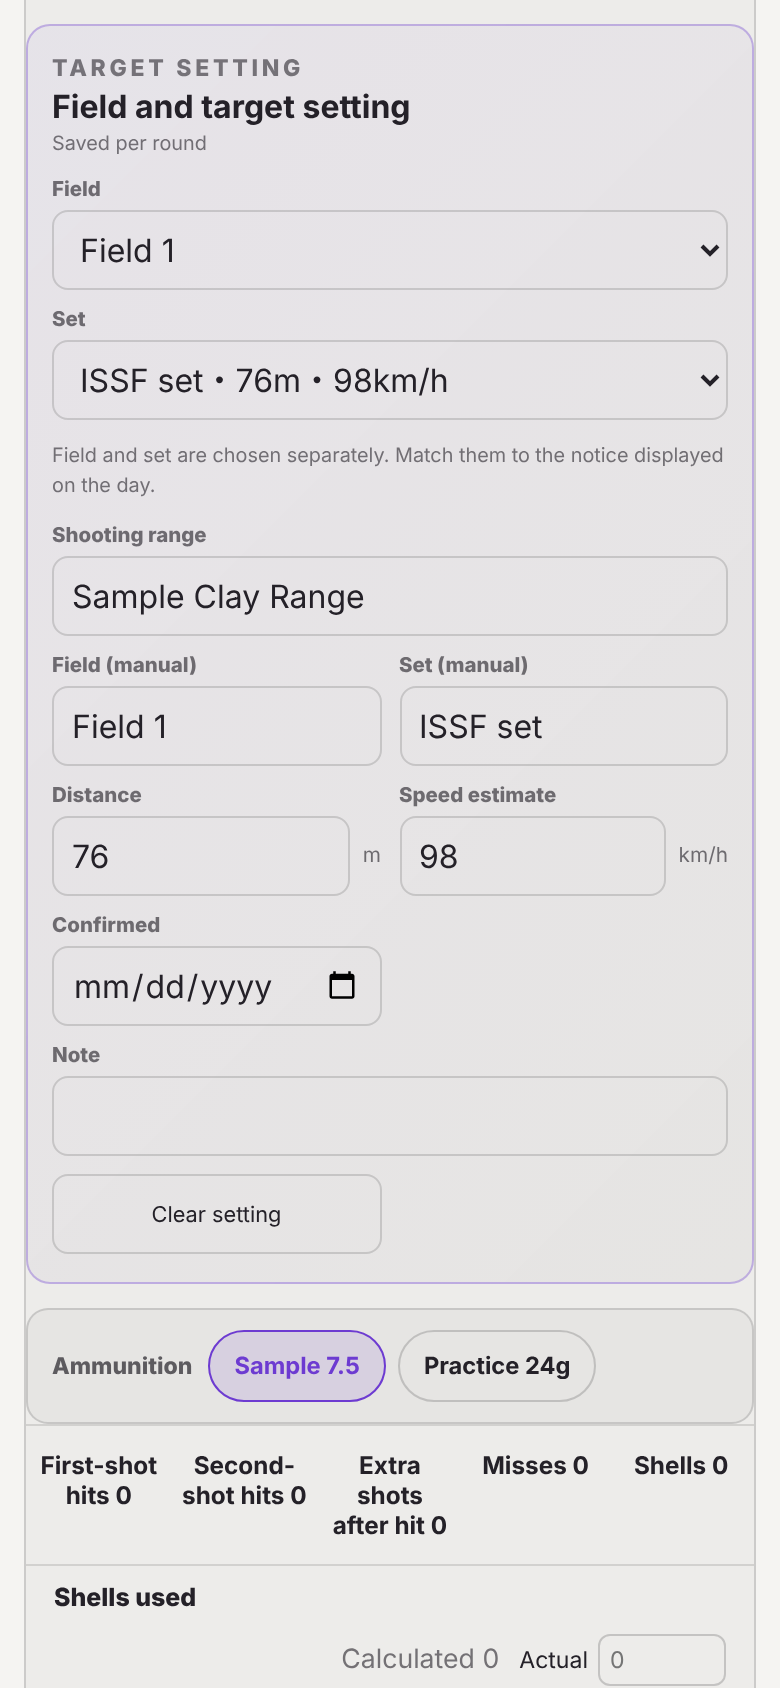 TARGET SETTING
Field and target setting
Saved per round
Field
Field 1
Set
ISSF set・76m・98km/h
Field and set are chosen separately. Match them to the notice displayed
on the day.
Shooting range
Sample Clay Range
Field (manual) Set (manual)
Field 1 ISSF set
Distance Speed estimate
76 m 98 km/h
Confirmed
mm/dd/yyyy
Note
Clear setting
Ammunition Sample 7.5 Practice 24g
First-shot hits 0
Second-shot hits 0
Extra shots after hit 0
Misses 0
Shells 0
Shells used
Calculated 0 Actual 0